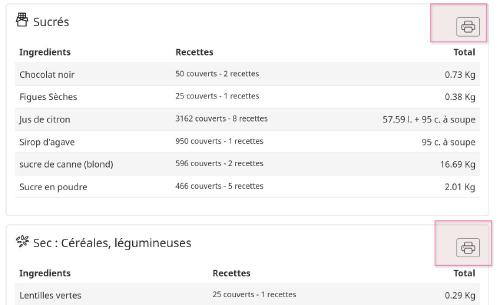 Sucrés
Ingredients Recettes Total
Chocolat noir 50 couverts - 2 recettes 0.73 Kg
Figues Sèches 25 couverts - 1 recettes 0.38 Kg
Jus de citron 3162 couverts - 8 recettes 57.59 l. + 95 c. à soupe
Sirop d'agave 950 couverts - 1 recettes 95 c. à soupe
sucre de canne (blond) 596 couverts - 2 recettes 16.69 Kg
Sucre en poudre 466 couverts - 5 recettes 2.01 Kg
Sec : Céréales, légumineuses
Ingredients Recettes Total
Lentilles vertes 25 couverts - 1 recettes 0.29 Kg